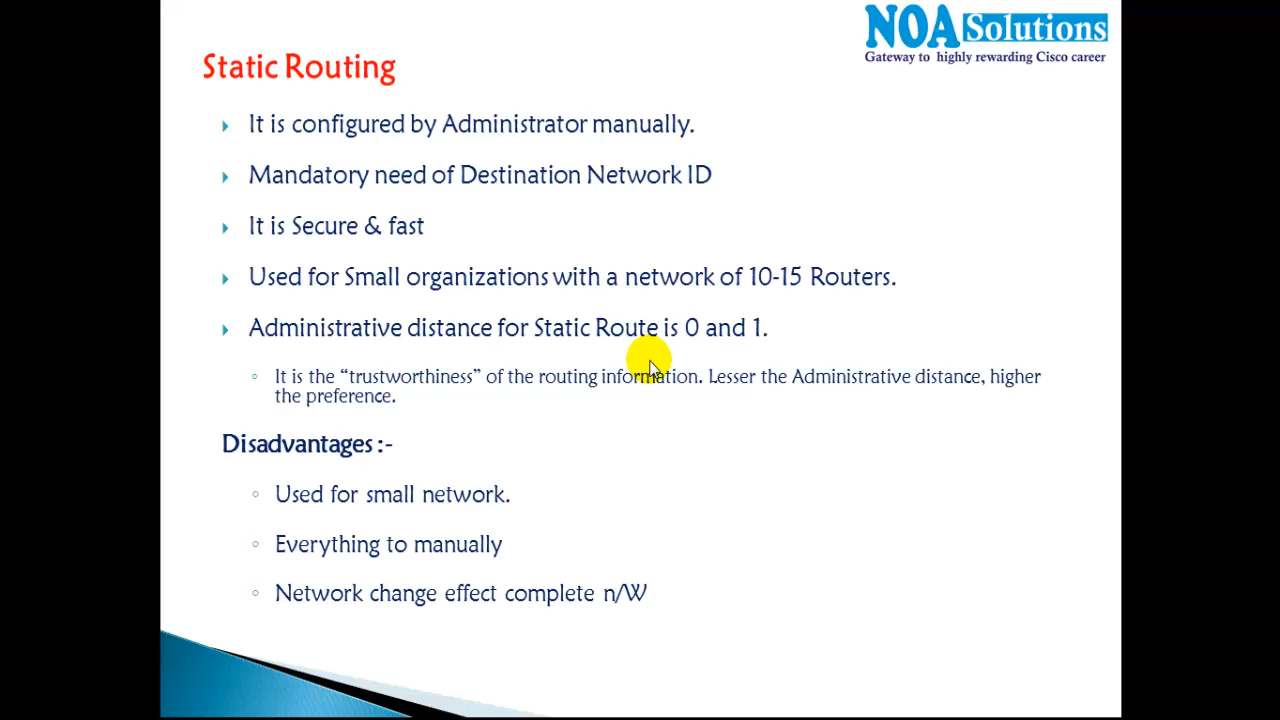 NOA Solutions
Gateway to highly rewarding Cisco career
Static Routing
It is configured by Administrator manually.
Mandatory need of Destination Network ID
It is Secure & fast
Used for Small organizations with a network of 10-15 Routers.
Administrative distance for Static Route is 0 and 1.
It is the “trustworthiness” of the routing information. Lesser the Administrative distance, higher
the preference.
Disadvantages :-
Used for small network.
Everything to manually
Network change effect complete n/W